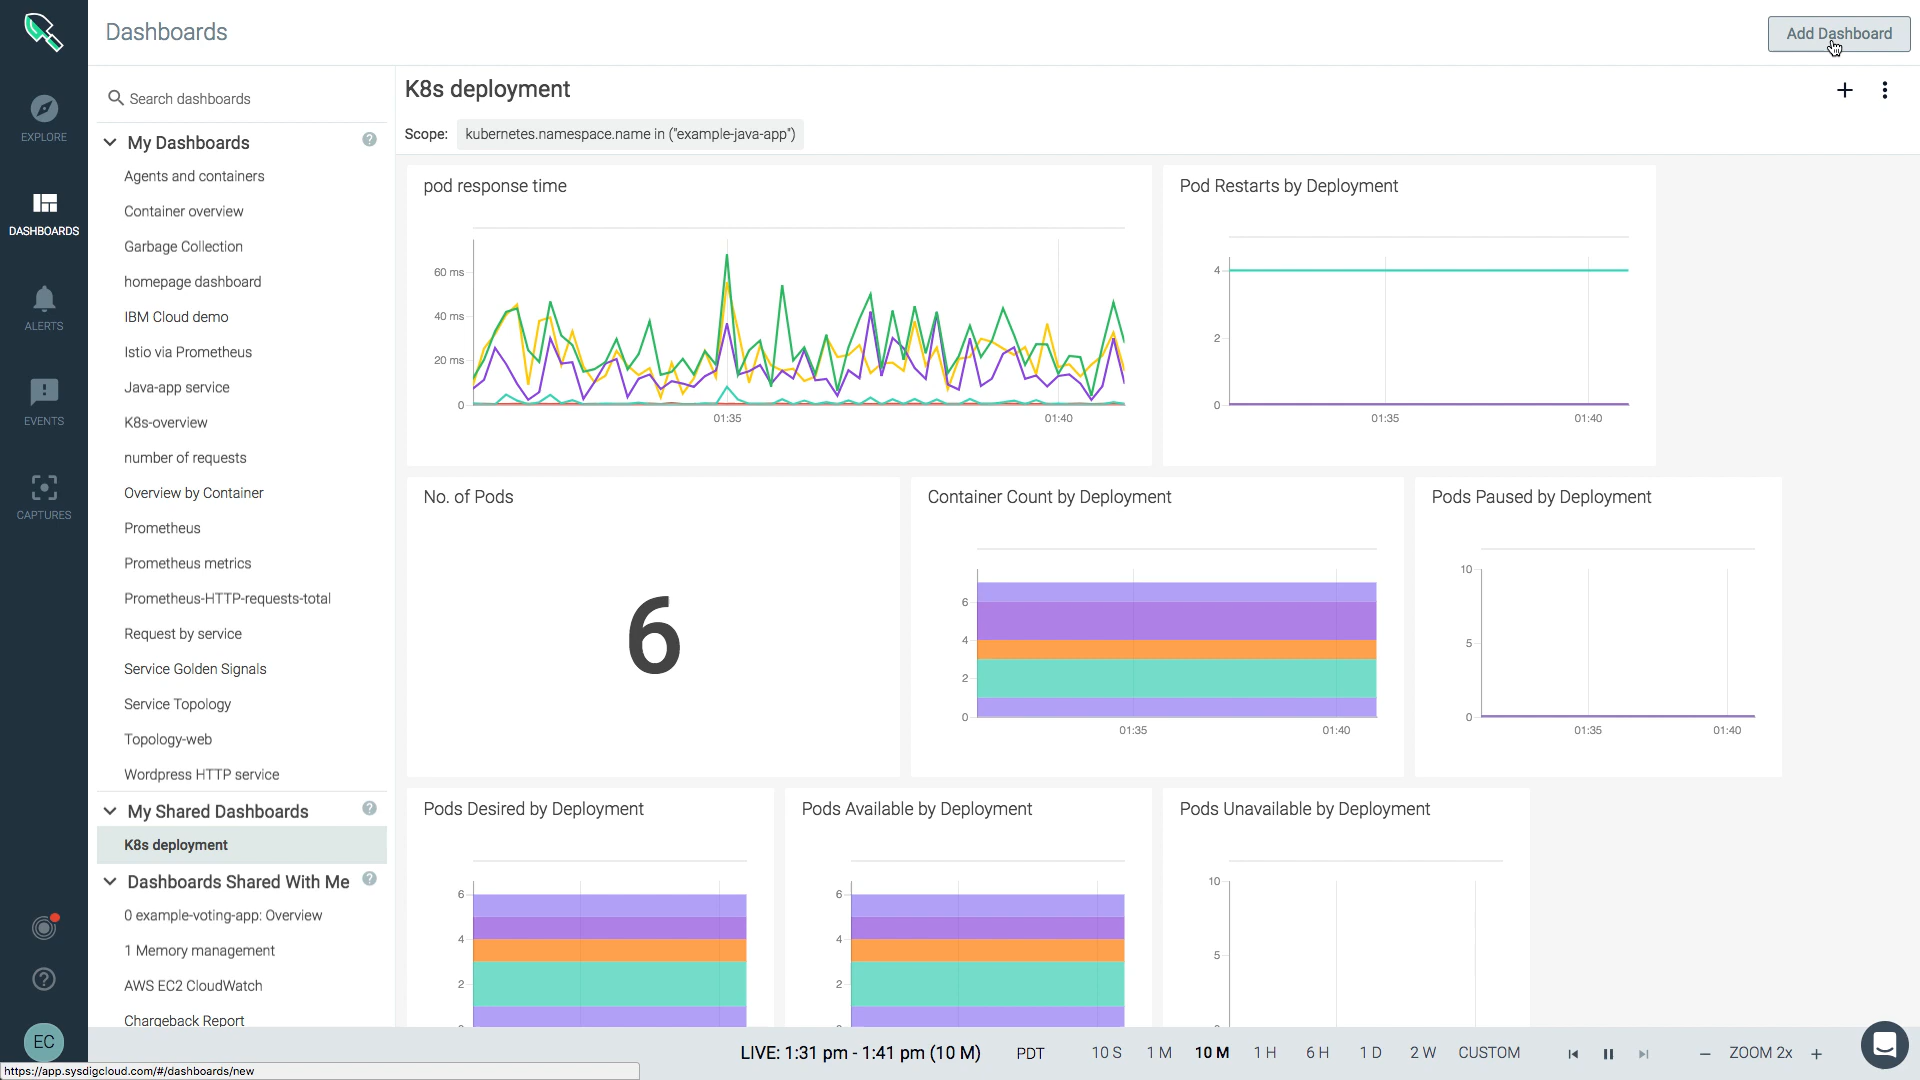 Dashboards
Add Dashboard
EXPLORE
DASHBOARDS
ALERTS
EVENTS
CAPTURES
EC
Search dashboards
My Dashboards
?
Agents and containers
Container overview
Garbage Collection
homepage dashboard
IBM Cloud demo
Istio via Prometheus
Java-app service
K8s-overview
number of requests
Overview by Container
Prometheus
Prometheus metrics
Prometheus-HTTP-requests-total
Request by service
Service Golden Signals
Service Topology
Topology-web
Wordpress HTTP service
My Shared Dashboards
?
K8s deployment
Dashboards Shared With Me
?
0 example-voting-app: Overview
1 Memory management
AWS EC2 CloudWatch
Chargeback Report
K8s deployment
Scope: kubernetes.namespace.name in ("example-java-app")
pod response time
60 ms
40 ms
20 ms
0
01:35 01:40
Pod Restarts by Deployment
4
2
0
01:35 01:40
No. of Pods
6
Container Count by Deployment
6
4
2
0
01:35 01:40
Pods Paused by Deployment
10
5
0
01:35 01:40
Pods Desired by Deployment
6
4
2
Pods Available by Deployment
6
4
2
Pods Unavailable by Deployment
10
5
LIVE: 1:31 pm - 1:41 pm (10 M) PDT 10 S 1 M 10 M 1 H 6 H 1 D 2 W CUSTOM ZOOM 2x
https://app.sysdigcloud.com/#/dashboards/new